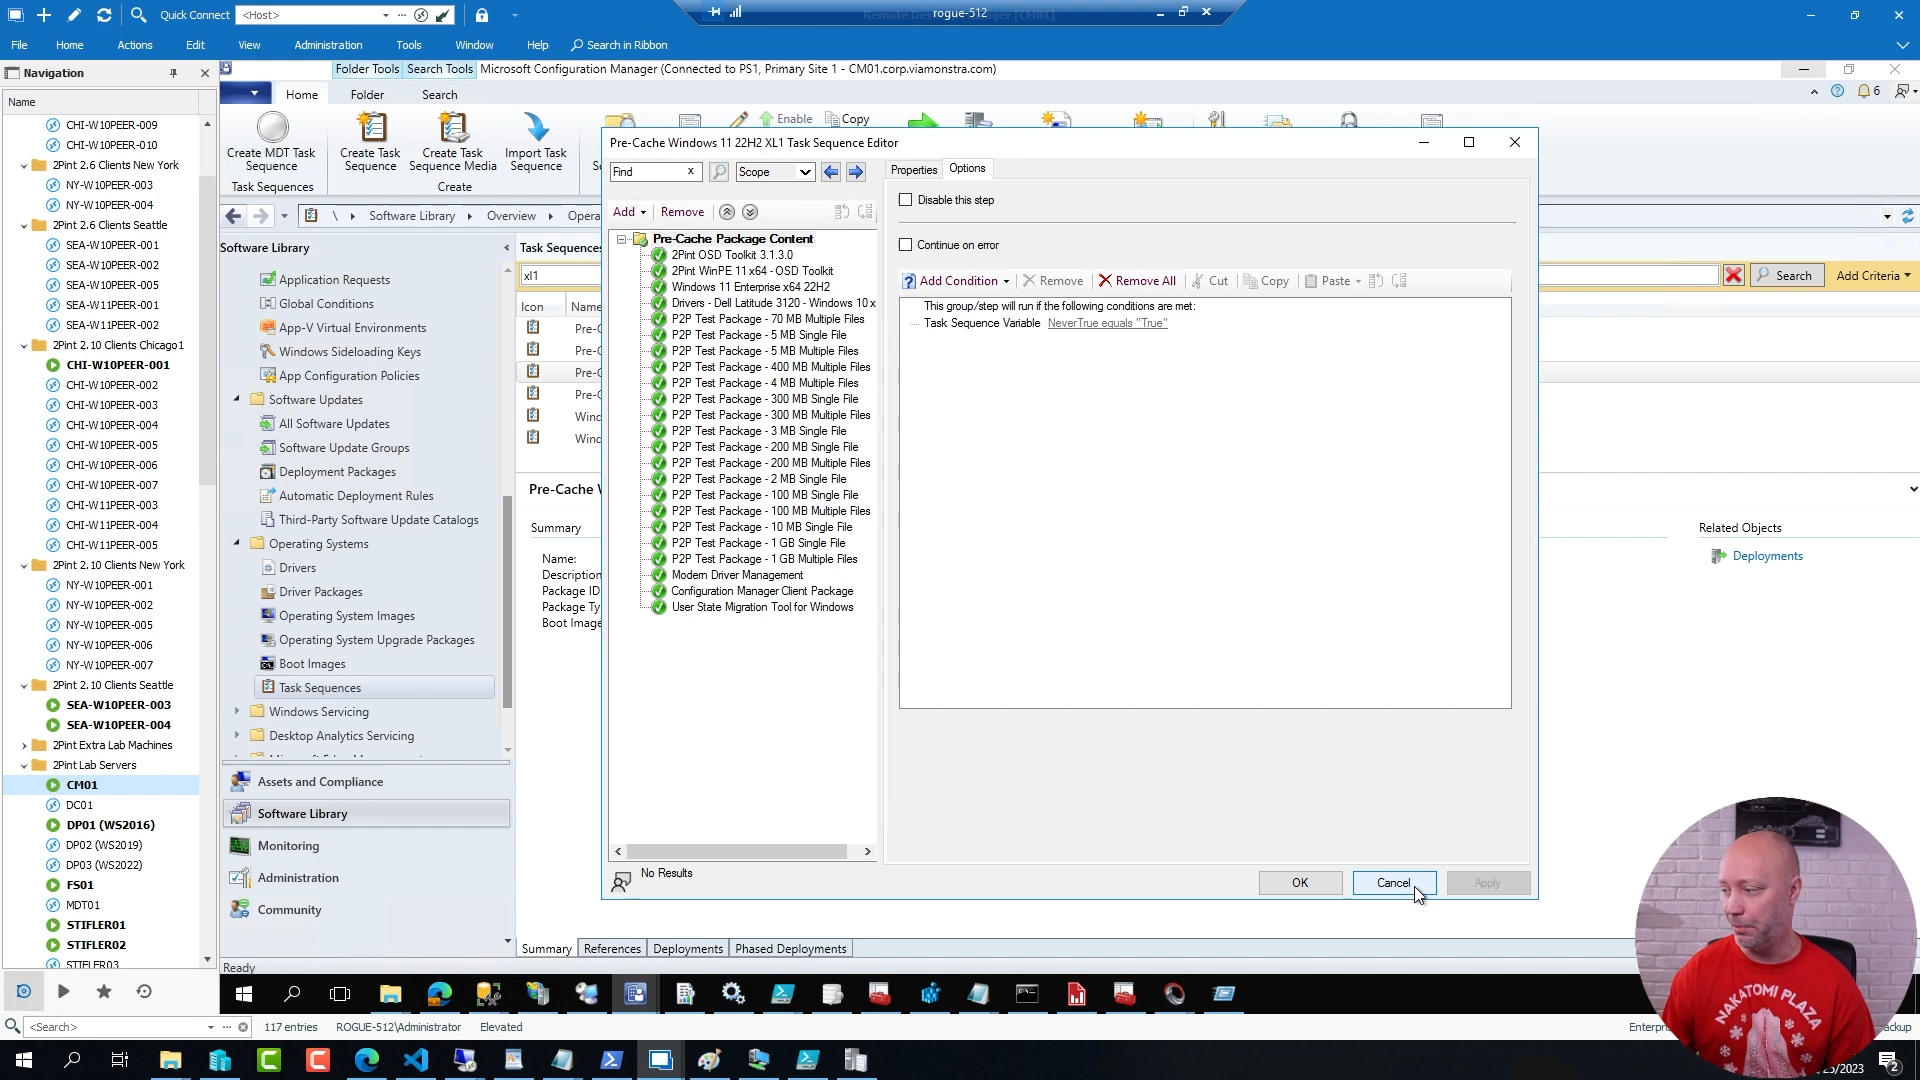 Quick Connect
<Host>
rogue-512
File
Home
Actions
Edit
View
Administration
Tools
Window
Help
Search in Ribbon
Navigation
Folder Tools
Search Tools
Microsoft Configuration Manager (Connected to PS1, Primary Site 1 - CM01.corp.viamonstra.com)
Name
CHI-W10PEER-009
CHI-W10PEER-010
2Pint 2.6 Clients New York
NY-W10PEER-003
NY-W10PEER-004
2Pint 2.6 Clients Seattle
SEA-W10PEER-001
SEA-W10PEER-002
SEA-W10PEER-005
SEA-W11PEER-001
SEA-W11PEER-002
2Pint 2.10 Clients Chicago1
CHI-W10PEER-001
CHI-W10PEER-002
CHI-W10PEER-003
CHI-W10PEER-004
CHI-W10PEER-005
CHI-W10PEER-006
CHI-W10PEER-007
CHI-W11PEER-003
CHI-W11PEER-004
CHI-W11PEER-005
2Pint 2.10 Clients New York
NY-W10PEER-001
NY-W10PEER-002
NY-W10PEER-005
NY-W10PEER-006
NY-W10PEER-007
2Pint 2.10 Clients Seattle
SEA-W10PEER-003
SEA-W10PEER-004
2Pint Extra Lab Machines
2Pint Lab Servers
CM01
DC01
DP01 (WS2016)
DP02 (WS2019)
DP03 (WS2022)
FS01
MDT01
STIFLER01
STIFLER02
STIFLER03
Home
Folder
Search
6
Create MDT Task Sequence
Task Sequences
Create Task Sequence
Create Task Sequence Media
Import Task Sequence
Create
Enable
Copy
\
Software Library
Overview
Opera
Software Library
Application Requests
Global Conditions
App-V Virtual Environments
Windows Sideloading Keys
App Configuration Policies
Software Updates
All Software Updates
Software Update Groups
Deployment Packages
Automatic Deployment Rules
Third-Party Software Update Catalogs
Operating Systems
Drivers
Driver Packages
Operating System Images
Operating System Upgrade Packages
Boot Images
Task Sequences
Windows Servicing
Desktop Analytics Servicing
Assets and Compliance
Software Library
Monitoring
Administration
Community
Ready
Task Sequences
xl1
Search
Add Criteria
Icon
Name
Pre-C
Pre-C
Pre-C
Pre-C
Wind
Wind
Pre-Cache W
Summary
Name:
Description
Package ID
Package Ty
Boot Image
Related Objects
Deployments
Summary
References
Deployments
Phased Deployments
Pre-Cache Windows 11 22H2 XL1 Task Sequence Editor
Find
x
Scope
Add
Remove
Pre-Cache Package Content
2Pint OSD Toolkit 3.1.3.0
2Pint WinPE 11 x64 - OSD Toolkit
Windows 11 Enterprise x64 22H2
Drivers - Dell Latitude 3120 - Windows 10 x
P2P Test Package - 70 MB Multiple Files
P2P Test Package - 5 MB Single File
P2P Test Package - 5 MB Multiple Files
P2P Test Package - 400 MB Multiple Files
P2P Test Package - 4 MB Multiple Files
P2P Test Package - 300 MB Single File
P2P Test Package - 300 MB Multiple Files
P2P Test Package - 3 MB Single File
P2P Test Package - 200 MB Single File
P2P Test Package - 200 MB Multiple Files
P2P Test Package - 2 MB Single File
P2P Test Package - 100 MB Single File
P2P Test Package - 100 MB Multiple Files
P2P Test Package - 10 MB Single File
P2P Test Package - 1 GB Single File
P2P Test Package - 1 GB Multiple Files
Modern Driver Management
Configuration Manager Client Package
User State Migration Tool for Windows
No Results
Properties
Options
Disable this step
Continue on error
Add Condition
Remove
Remove All
Cut
Copy
Paste
This group/step will run if the following conditions are met:
Task Sequence Variable NeverTrue equals "True"
OK
Cancel
Apply
<Search>
117 entries
ROGUE-512\Administrator
Elevated
Enterpris
ackup
NAKATOMI PLAZA
/25/2023
2